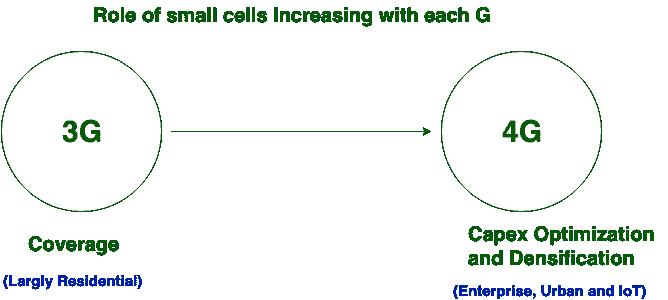 Role of small cells Increasing with each G
3G
4G
Coverage
(Largly Residential)
Capex Optimization
and Densification
(Enterprise, Urban and IoT)